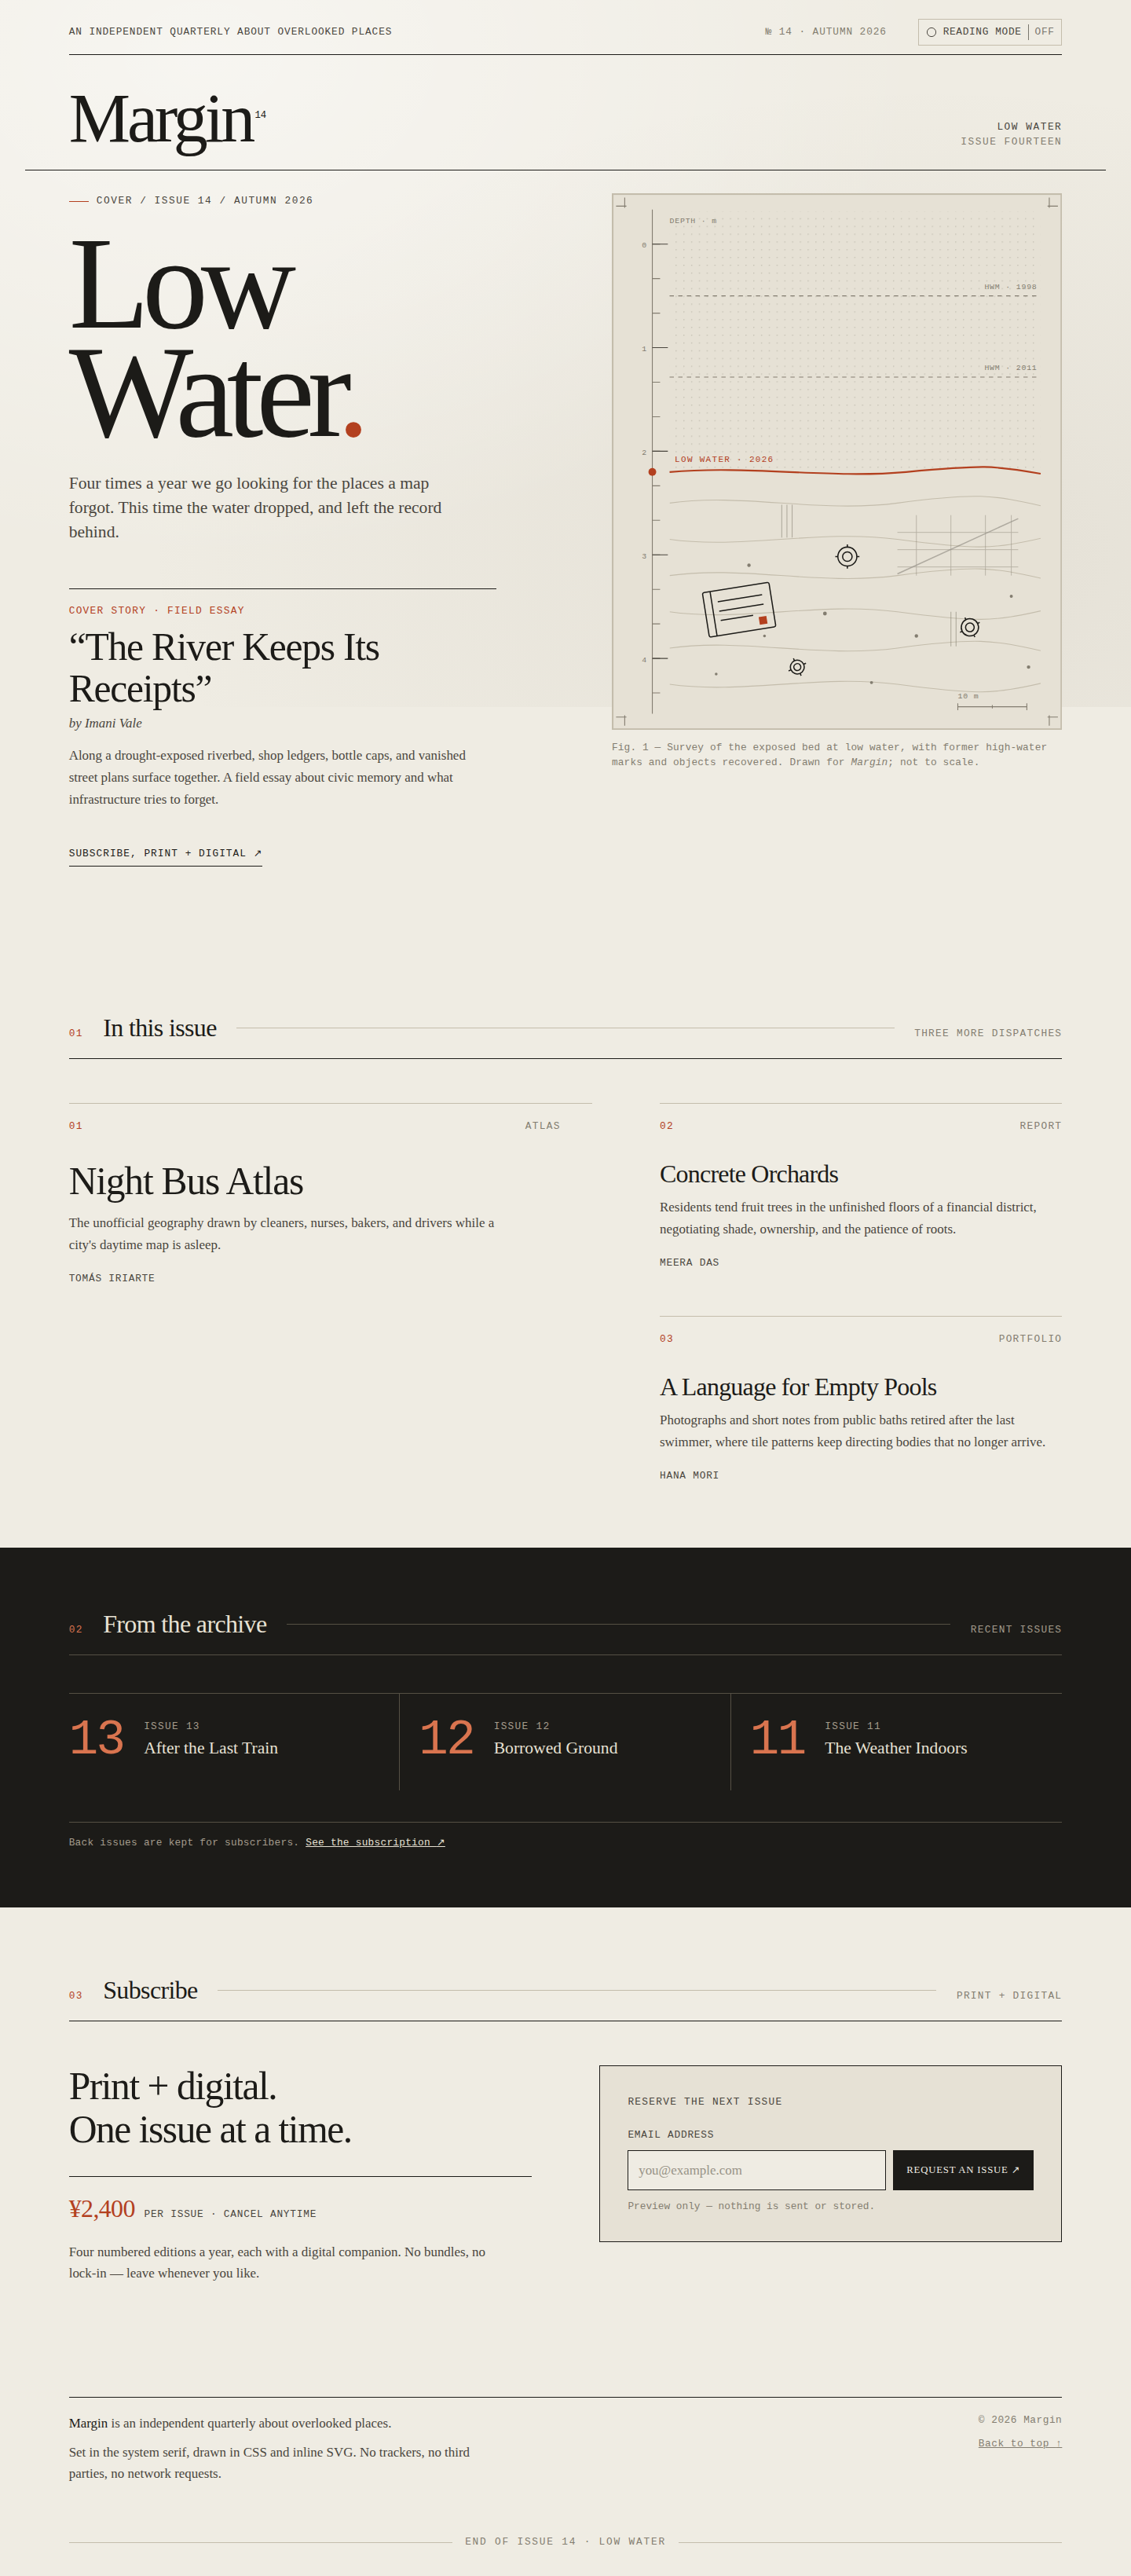 AN INDEPENDENT QUARTERLY ABOUT OVERLOOKED PLACES
№ 14 · AUTUMN 2026
READING MODE OFF
Margin 14
LOW WATER
ISSUE FOURTEEN
COVER / ISSUE 14 / AUTUMN 2026
Low
Water.
Four times a year we go looking for the places a map
forgot. This time the water dropped, and left the record
behind.
COVER STORY · FIELD ESSAY
“The River Keeps Its
Receipts”
by Imani Vale
Along a drought-exposed riverbed, shop ledgers, bottle caps, and vanished
street plans surface together. A field essay about civic memory and what
infrastructure tries to forget.
SUBSCRIBE, PRINT + DIGITAL ↗
DEPTH · m
0
HWM · 1998
1
HWM · 2011
2
LOW WATER · 2026
3
4
10 m
Fig. 1 — Survey of the exposed bed at low water, with former high-water
marks and objects recovered. Drawn for Margin; not to scale.
01 In this issue
THREE MORE DISPATCHES
01 ATLAS
Night Bus Atlas
The unofficial geography drawn by cleaners, nurses, bakers, and drivers while a
city's daytime map is asleep.
TOMÁS IRIARTE
02 REPORT
Concrete Orchards
Residents tend fruit trees in the unfinished floors of a financial district,
negotiating shade, ownership, and the patience of roots.
MEERA DAS
03 PORTFOLIO
A Language for Empty Pools
Photographs and short notes from public baths retired after the last
swimmer, where tile patterns keep directing bodies that no longer arrive.
HANA MORI
02 From the archive
RECENT ISSUES
13
ISSUE 13
After the Last Train
12
ISSUE 12
Borrowed Ground
11
ISSUE 11
The Weather Indoors
Back issues are kept for subscribers. See the subscription ↗
03 Subscribe
PRINT + DIGITAL
Print + digital.
One issue at a time.
¥2,400 PER ISSUE · CANCEL ANYTIME
Four numbered editions a year, each with a digital companion. No bundles, no
lock-in — leave whenever you like.
RESERVE THE NEXT ISSUE
EMAIL ADDRESS
you@example.com
REQUEST AN ISSUE ↗
Preview only — nothing is sent or stored.
Margin is an independent quarterly about overlooked places.
Set in the system serif, drawn in CSS and inline SVG. No trackers, no third
parties, no network requests.
© 2026 Margin
Back to top ↑
END OF ISSUE 14 · LOW WATER